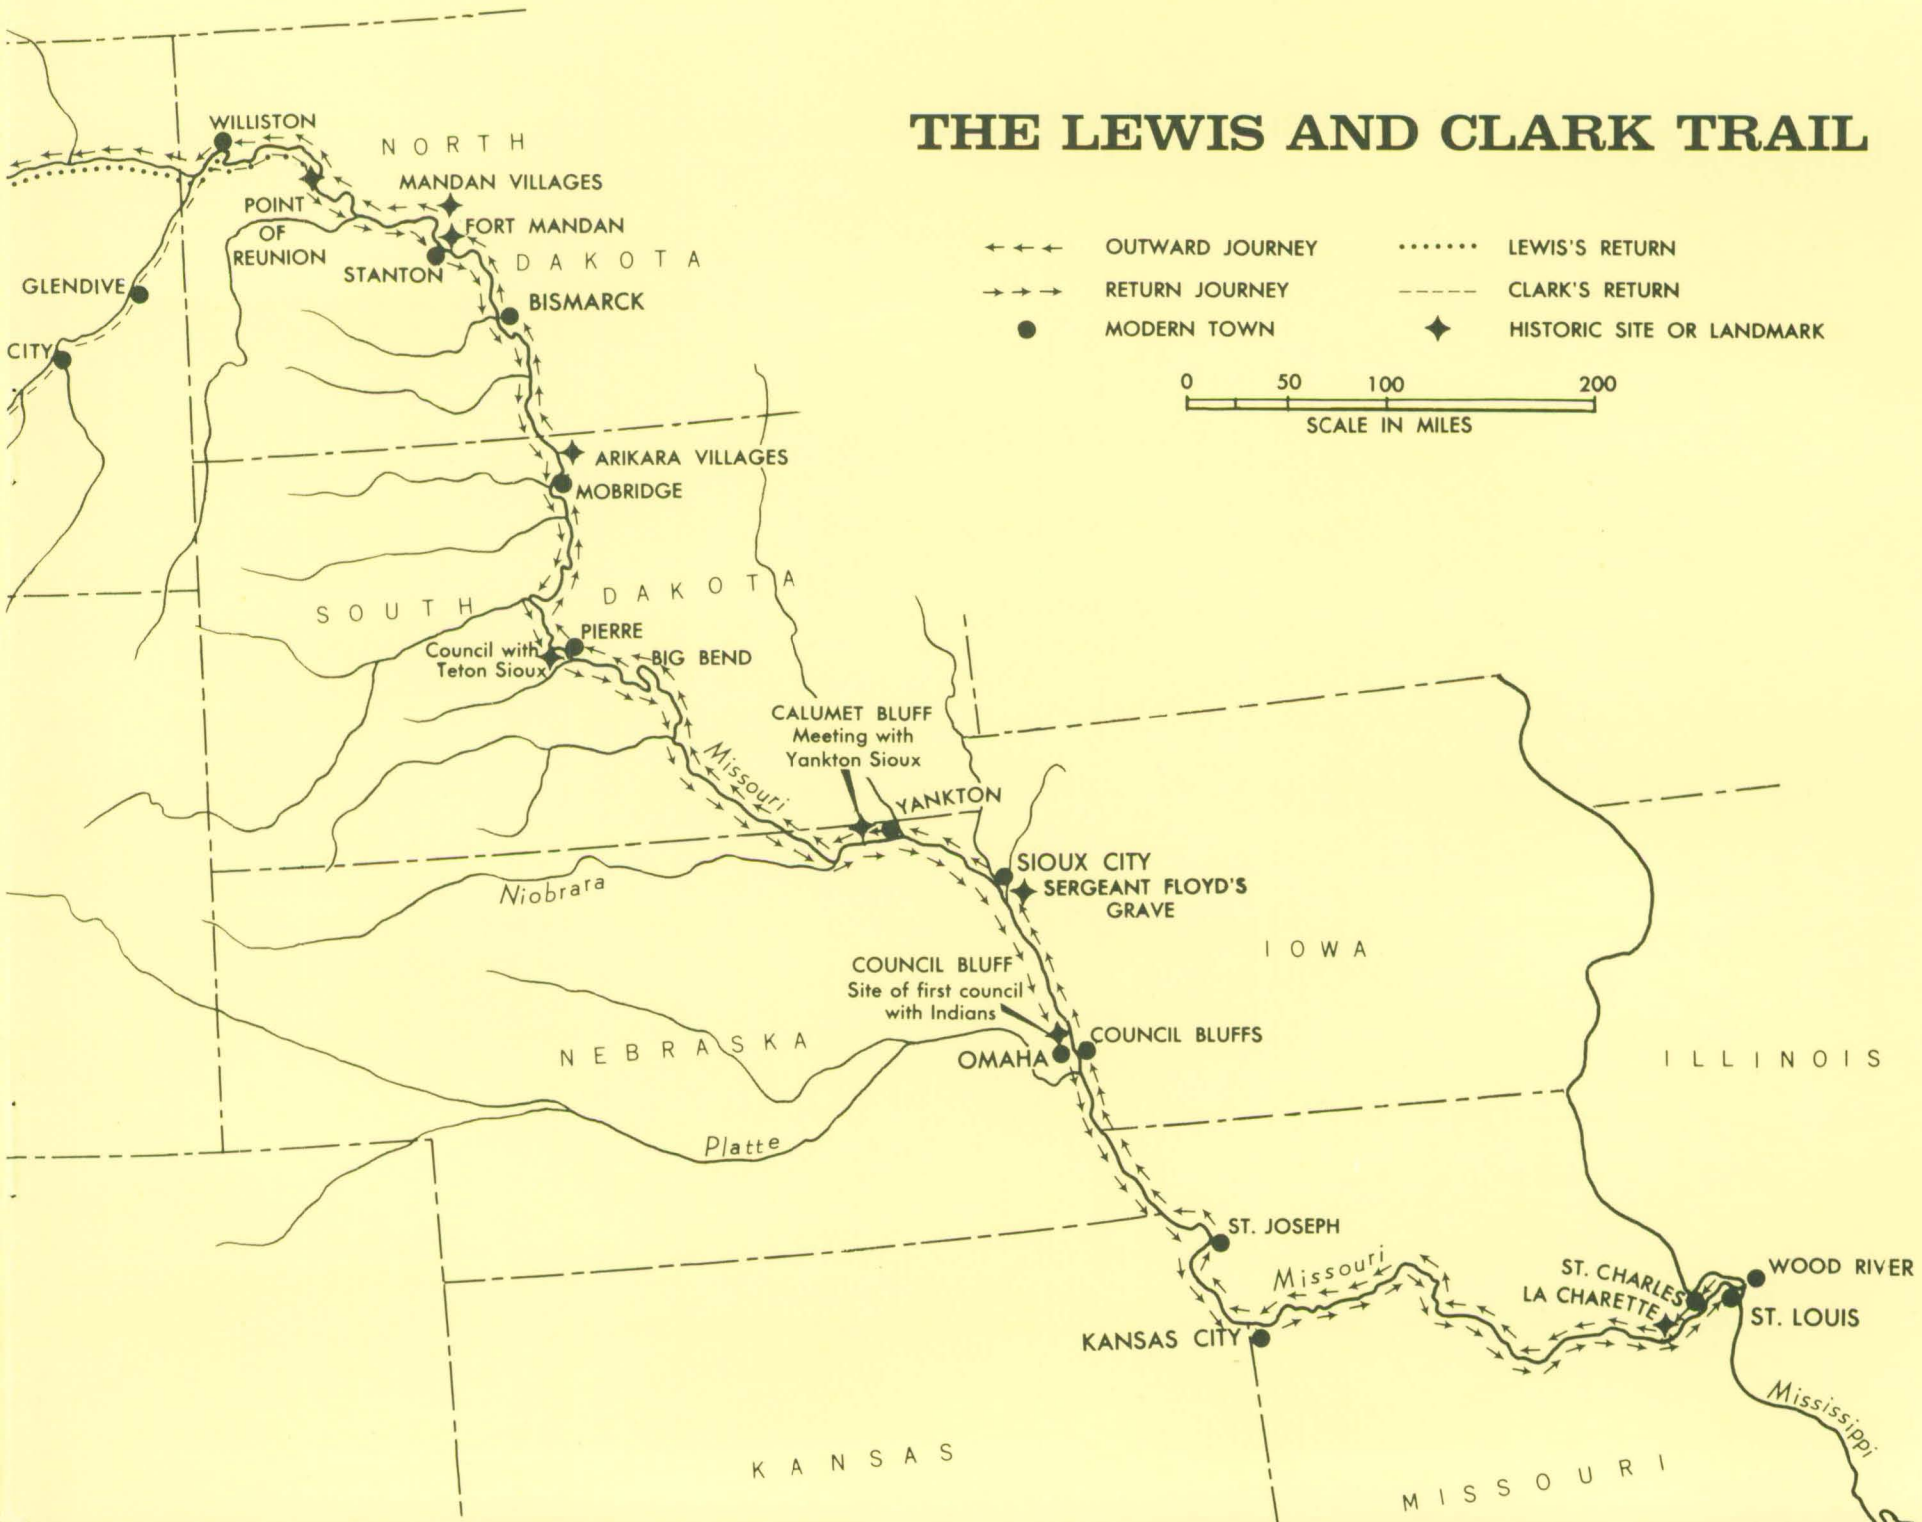 THE LEWIS AND CLARK TRAIL
OUTWARD JOURNEY
RETURN JOURNEY
MODERN TOWN
LEWIS'S RETURN
CLARK'S RETURN
HISTORIC SITE OR LANDMARK
0 50 100 200
SCALE IN MILES
WILLISTON
NORTH
DAKOTA
MANDAN VILLAGES
FORT MANDAN
POINT
OF
REUNION
STANTON
GLENDIVE
BISMARCK
CITY
ARIKARA VILLAGES
MOBRIDGE
SOUTH DAKOTA
PIERRE
Council with
Teton Sioux
BIG BEND
CALUMET BLUFF
Meeting with
Yankton Sioux
Missouri
YANKTON
SIOUX CITY
SERGEANT FLOYD'S
GRAVE
Niobrara
IOWA
COUNCIL BLUFF
Site of first council
with Indians
COUNCIL BLUFFS
OMAHA
NEBRASKA
ILLINOIS
Platte
ST. JOSEPH
Missouri
KANSAS CITY
ST. CHARLES
LA CHARETTE
WOOD RIVER
ST. LOUIS
Mississippi
KANSAS
MISSOURI